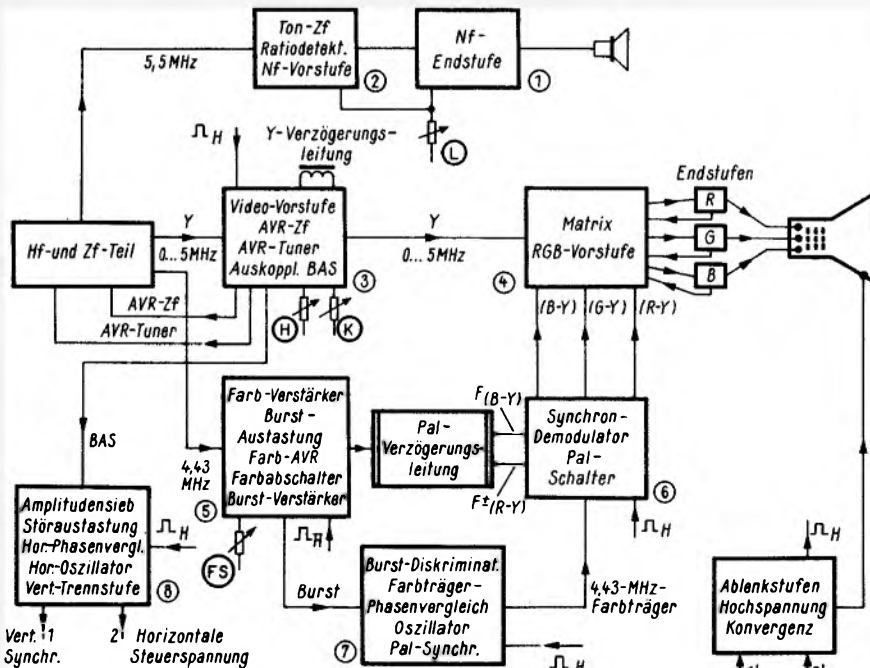 Ton-Zf
Ratiodetekt.
Nf-Vorstufe
②
Nf-
Endstufe
①
5,5MHz
L
H
Y-Verzögerungs-
leitung
Endstufen
R
G
B
Hf-und Zf-Teil
Y
0...5MHz
Video-Vorstufe
AVR-Zf
AVR-Tuner
Auskoppl. BAS
③
Y
0...5MHz
Matrix
RGB-Vorstufe
④
AVR-Zf
AVR-Tuner
H
K
(B-Y)
(G-Y)
(R-Y)
BAS
4,43
MHz
Farb-Verstärker
Burst-
Austastung
Farb-AVR
Farbabschalter
Burst-Verstärker
⑤
Pal-
Verzögerungs-
leitung
F(B-Y)
F±(R-Y)
Synchron-
Demodulator
Pal-
Schalter
⑥
H
FS
H
Amplitudensieb
Störaustastung
Hor.-Phasenvergl.
Hor.-Oszillator
Vert.-Trennstufe
⑧
H
Burst
Burst-Diskriminat.
Farbträger-
Phasenvergleich
Oszillator
Pal-Synchr.
⑦
4,43-MHz-
Farbträger
H
H
Ablenkstufen
Hochspannung
Konvergenz
Vert. 1
Synchr.
2 Horizontale
Steuerspannung